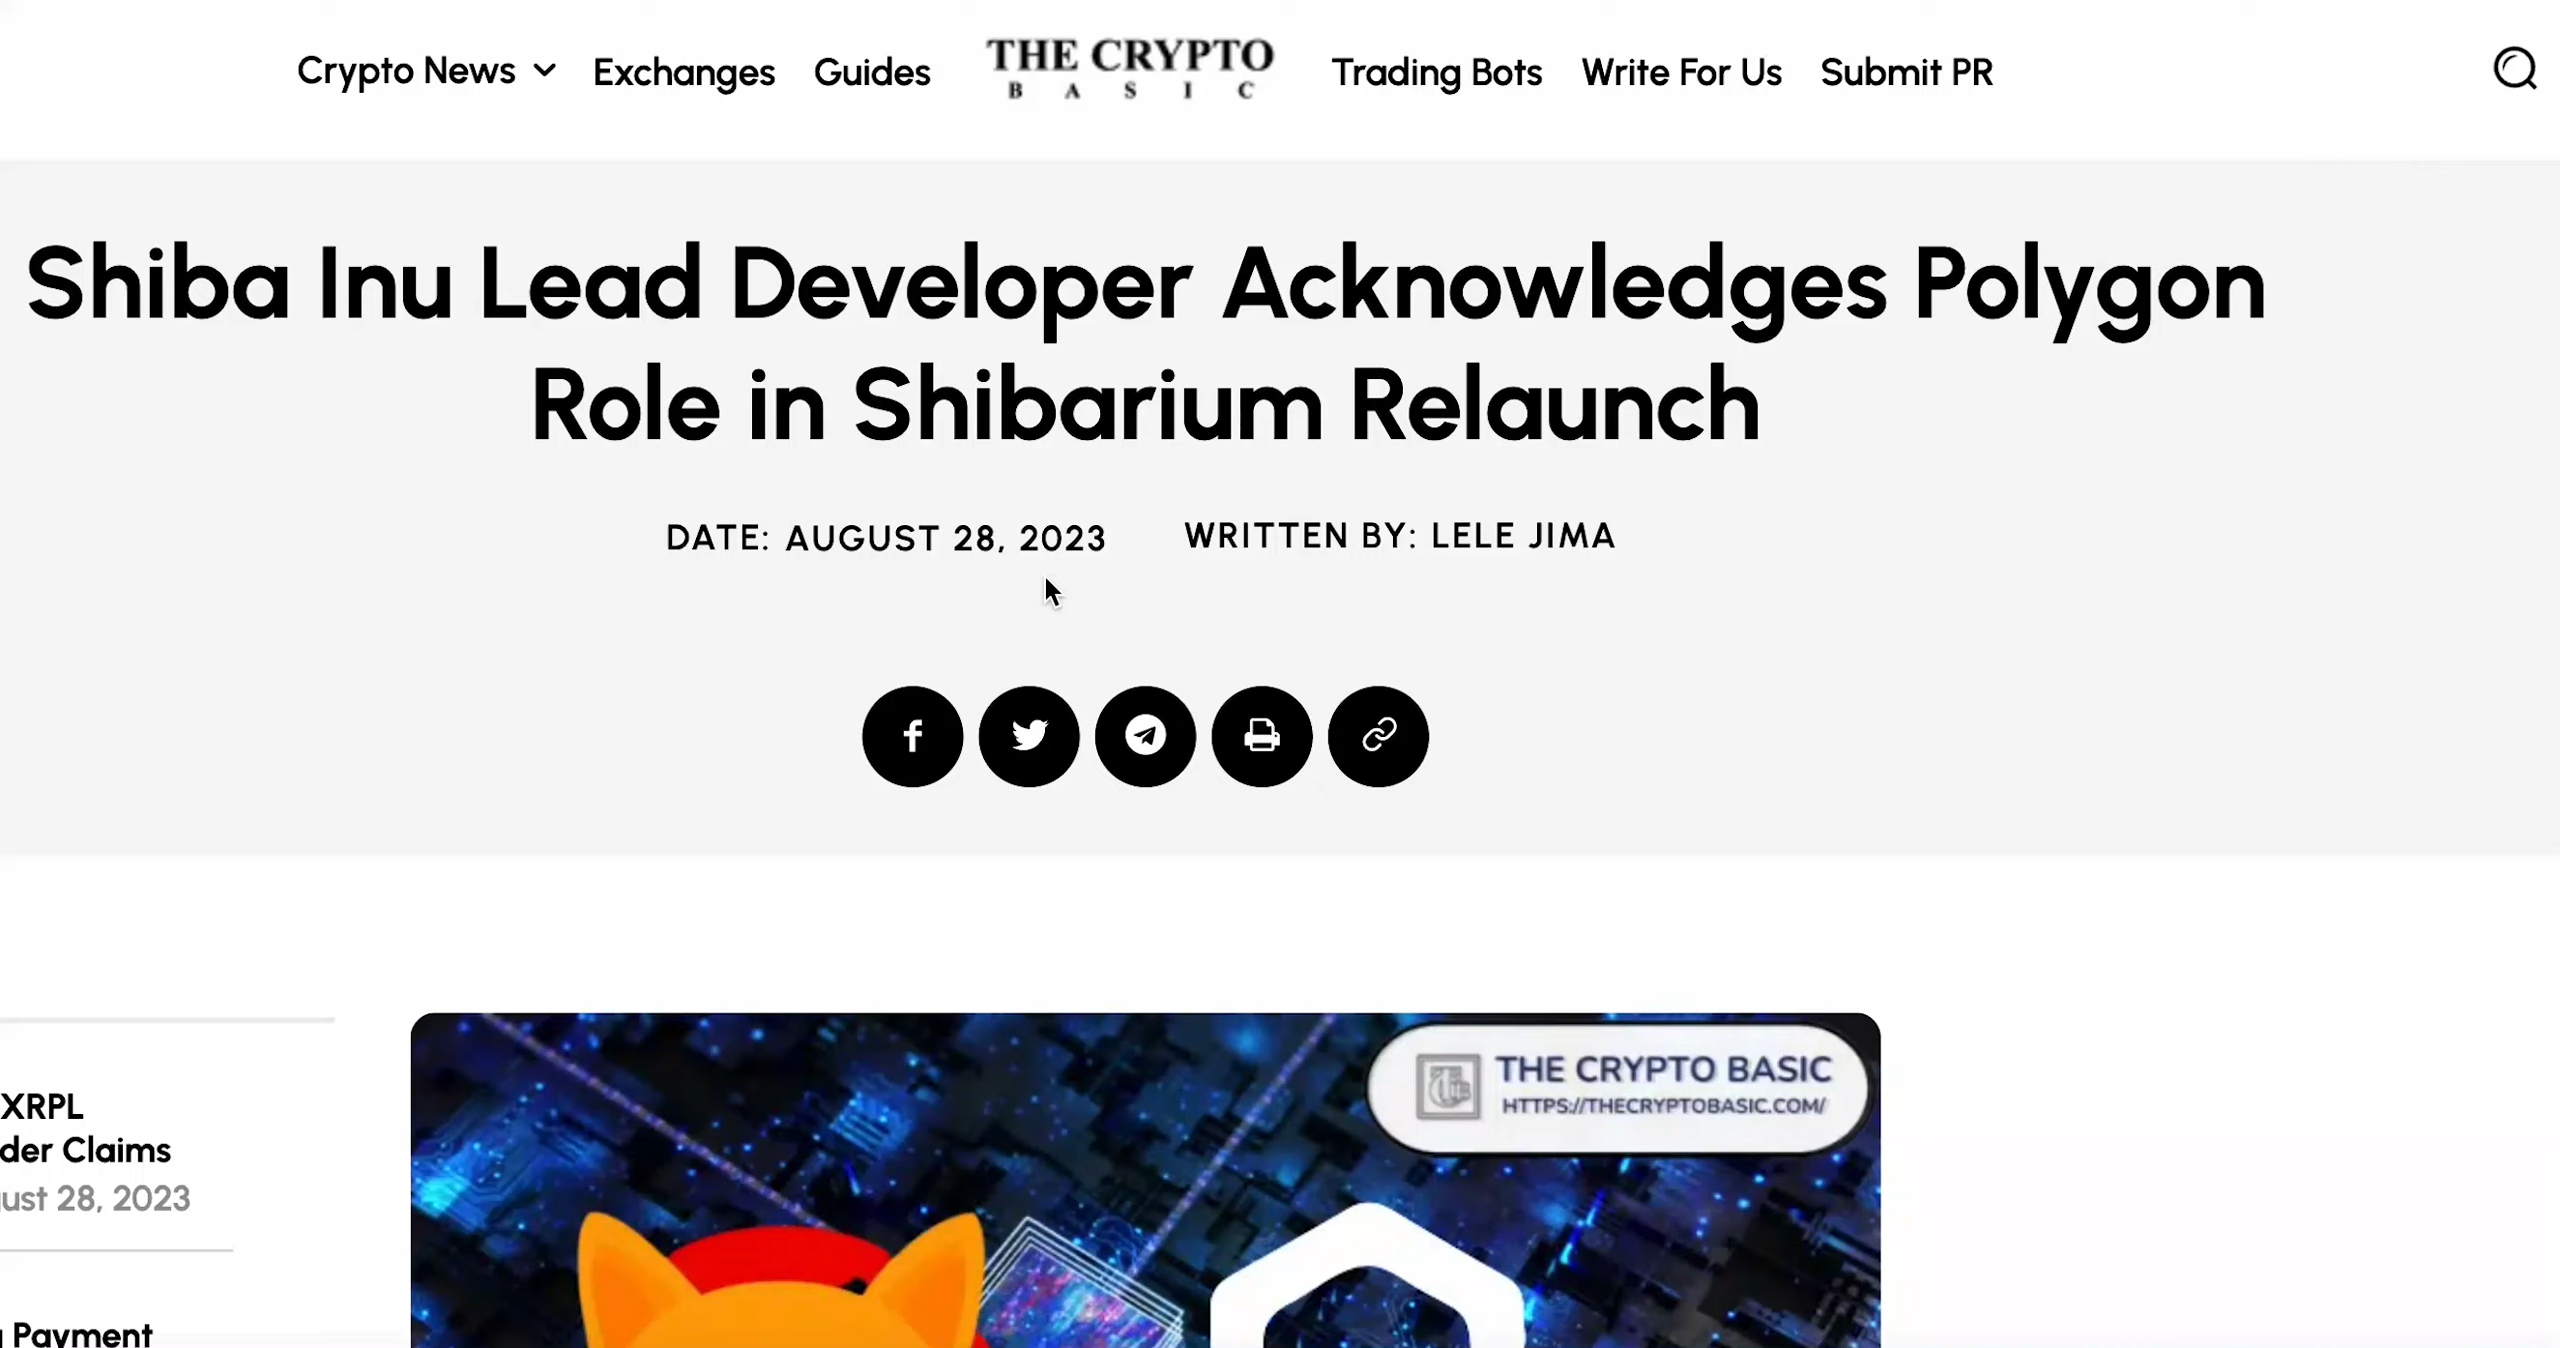 Crypto News
Exchanges
Guides
THE CRYPTO
BASIC
Trading Bots
Write For Us
Submit PR
Shiba Inu Lead Developer Acknowledges Polygon
Role in Shibarium Relaunch
DATE: AUGUST 28, 2023
WRITTEN BY: LELE JIMA
XRPL
der Claims
ust 28, 2023
Payment
THE CRYPTO BASIC
HTTPS://THECRYPTOBASIC.COM/